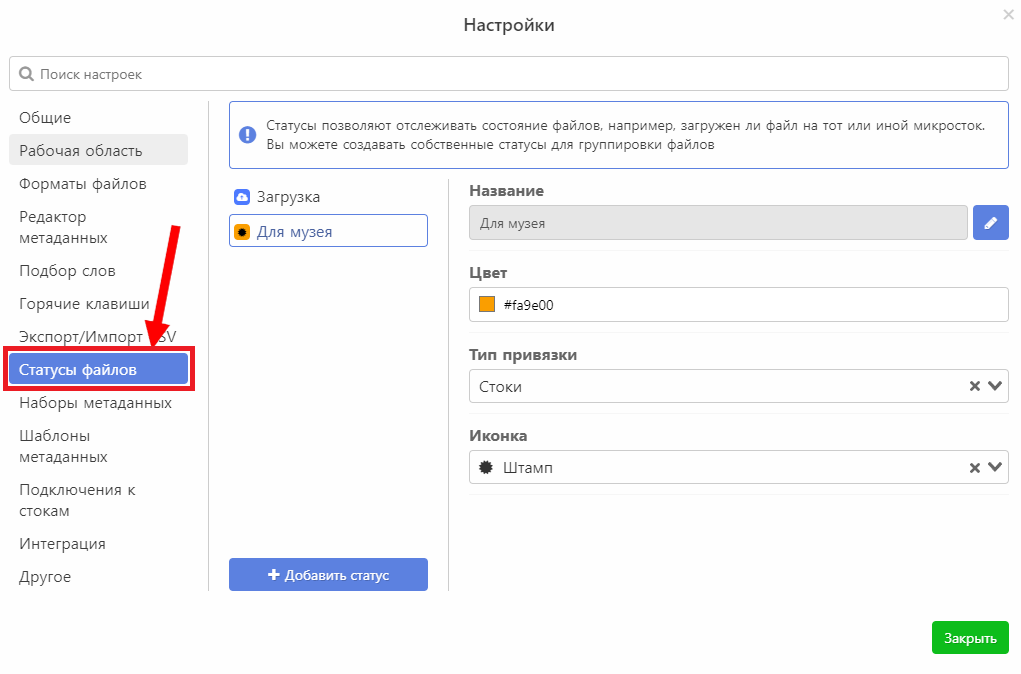 Настройки
Поиск настроек
Общие
Рабочая область
Форматы файлов
Редактор
метаданных
Подбор слов
Горячие клавиши
Экспорт/Импорт SV
Статусы файлов
Наборы метаданных
Шаблоны
метаданных
Подключения к
стокам
Интеграция
Другое
Статусы позволяют отслеживать состояние файлов, например, загружен ли файл на тот или иной микросток.
Вы можете создавать собственные статусы для группировки файлов
Загрузка
Для музея
Добавить статус
Название
Для музея
Цвет
#fa9e00
Тип привязки
Стоки
Иконка
Штамп
Закрыть